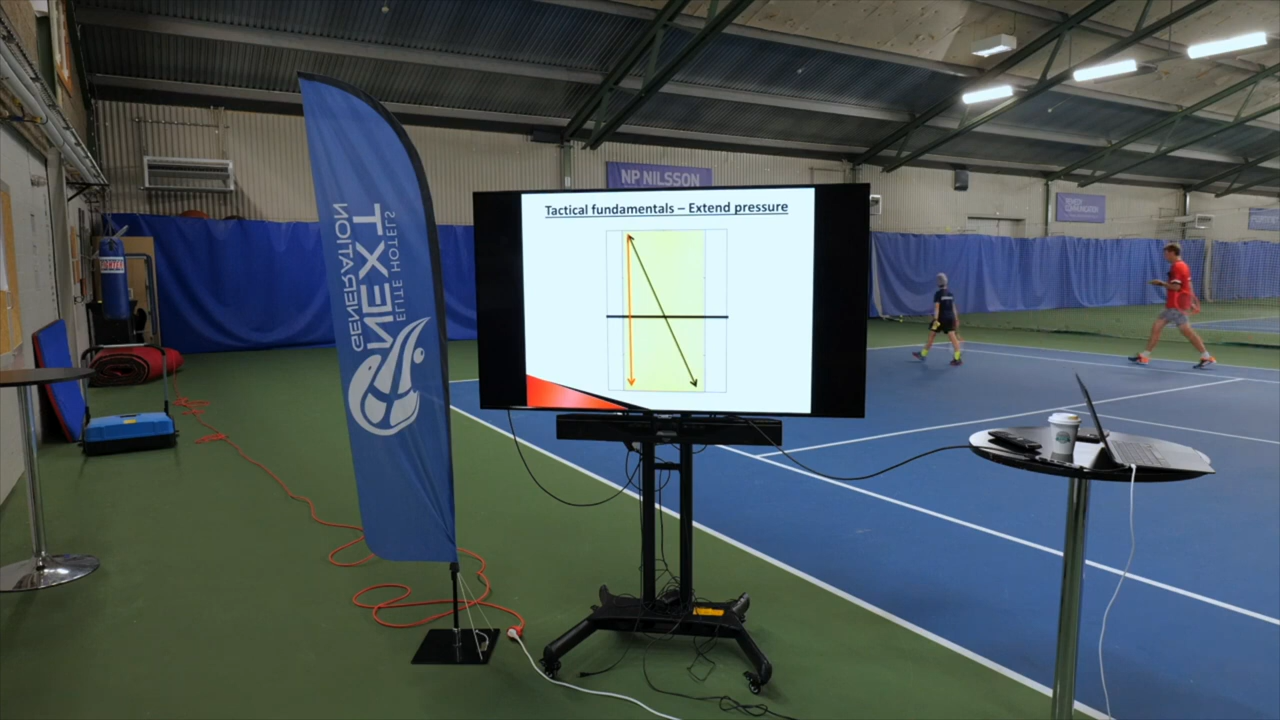 NP NILSSON
Tactical fundamentals – Extend pressure
GENERATION
NEXT
ELITE HOTELS